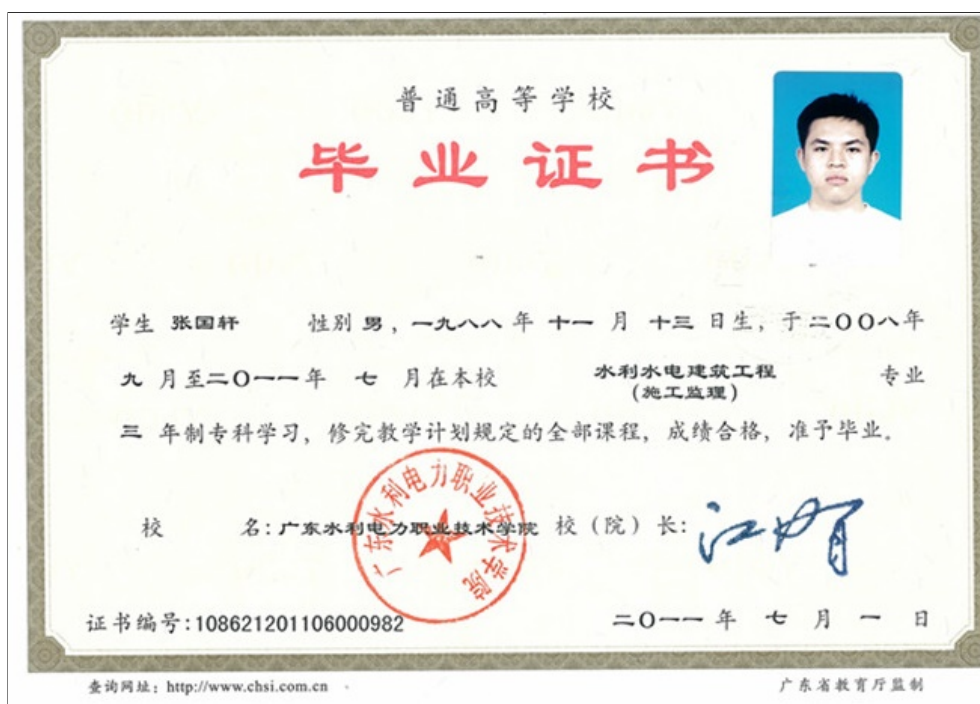 普通高等学校
毕业证书
学生 张国轩 性别 男，一九八八 年 十一 月 十三 日生，于 二〇〇八年
九 月至二〇一一年 七 月在本校 水利水电建筑工程 专业
(施工监理)
三 年制专科学习，修完教学计划规定的全部课程，成绩合格，准予毕业。
校 名：广东水利电力职业技术学院 校（院）长：
广东水利电力职业技术学院
证书编号：108621201106000982 二〇一一 年 七 月 一 日
查询网址：http://www.chsi.com.cn 广东省教育厅监制